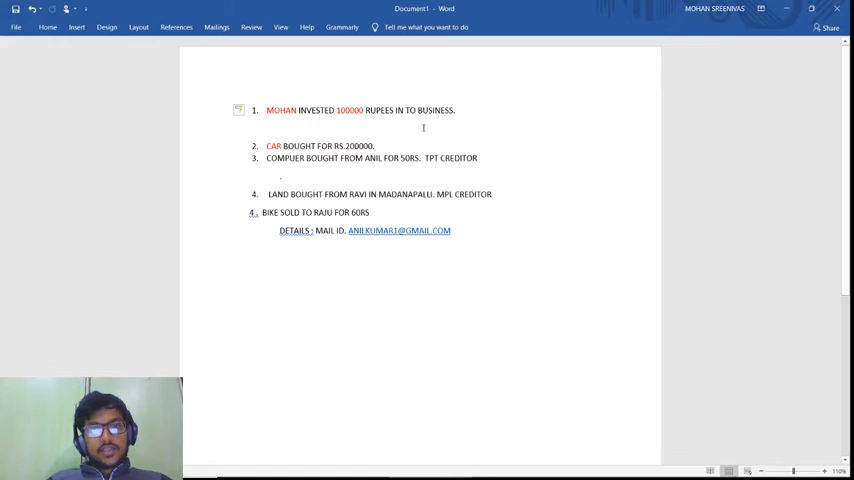 Document1 - Word
MOHAN SREENIVAS
File Home Insert Design Layout References Mailings Review View Help Grammarly Tell me what you want to do Share
1. MOHAN INVESTED 100000 RUPEES IN TO BUSINESS.
2. CAR BOUGHT FOR RS.200000.
3. COMPUER BOUGHT FROM ANIL FOR 50RS. TPT CREDITOR
.
4. LAND BOUGHT FROM RAVI IN MADANAPALLI. MPL CREDITOR
4 . BIKE SOLD TO RAJU FOR 60RS
DETAILS : MAIL ID. ANILKUMAR1@GMAIL.COM
110%